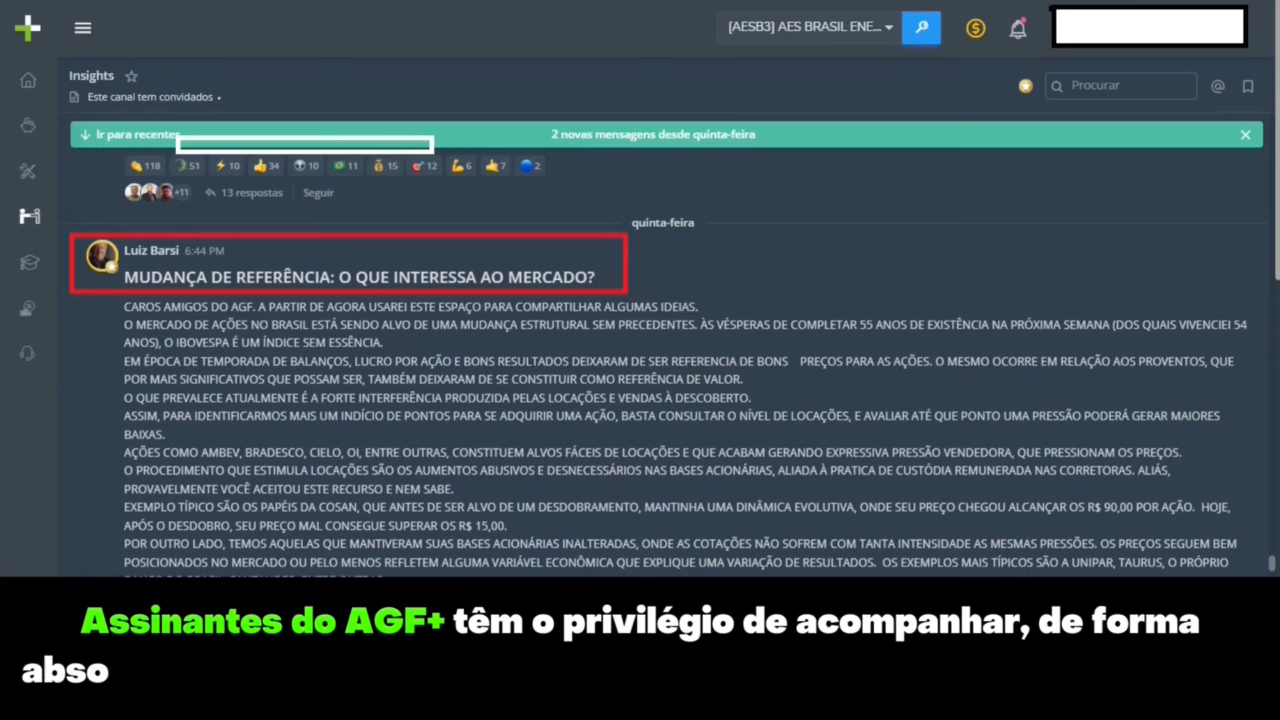 [AESB3] AES BRASIL ENE...
Insights
Este canal tem convidados
Procurar
Ir para recentes
2 novas mensagens desde quinta-feira
118 51 10 34 10 11 15 12 6 7 2
+11 13 respostas Seguir
quinta-feira
Luiz Barsi 6:44 PM
MUDANÇA DE REFERÊNCIA: O QUE INTERESSA AO MERCADO?
CAROS AMIGOS DO AGF. A PARTIR DE AGORA USAREI ESTE ESPAÇO PARA COMPARTILHAR ALGUMAS IDEIAS.
O MERCADO DE AÇÕES NO BRASIL ESTÁ SENDO ALVO DE UMA MUDANÇA ESTRUTURAL SEM PRECEDENTES. ÀS VÉSPERAS DE COMPLETAR 55 ANOS DE EXISTÊNCIA NA PRÓXIMA SEMANA (DOS QUAIS VIVENCIEI 54
ANOS), O IBOVESPA É UM ÍNDICE SEM ESSÊNCIA.
EM ÉPOCA DE TEMPORADA DE BALANÇOS, LUCRO POR AÇÃO E BONS RESULTADOS DEIXARAM DE SER REFERENCIA DE BONS PREÇOS PARA AS AÇÕES. O MESMO OCORRE EM RELAÇÃO AOS PROVENTOS, QUE
POR MAIS SIGNIFICATIVOS QUE POSSAM SER, TAMBÉM DEIXARAM DE SE CONSTITUIR COMO REFERÊNCIA DE VALOR.
O QUE PREVALECE ATUALMENTE É A FORTE INTERFERÊNCIA PRODUZIDA PELAS LOCAÇÕES E VENDAS À DESCOBERTO.
ASSIM, PARA IDENTIFICARMOS MAIS UM INDÍCIO DE PONTOS PARA SE ADQUIRIR UMA AÇÃO, BASTA CONSULTAR O NÍVEL DE LOCAÇÕES, E AVALIAR ATÉ QUE PONTO UMA PRESSÃO PODERÁ GERAR MAIORES
BAIXAS.
AÇÕES COMO AMBEV, BRADESCO, CIELO, OI, ENTRE OUTRAS, CONSTITUEM ALVOS FÁCEIS DE LOCAÇÕES E QUE ACABAM GERANDO EXPRESSIVA PRESSÃO VENDEDORA, QUE PRESSIONAM OS PREÇOS.
O PROCEDIMENTO QUE ESTIMULA LOCAÇÕES SÃO OS AUMENTOS ABUSIVOS E DESNECESSÁRIOS NAS BASES ACIONÁRIAS, ALIADA À PRATICA DE CUSTÓDIA REMUNERADA NAS CORRETORAS. ALIÁS,
PROVAVELMENTE VOCÊ ACEITOU ESTE RECURSO E NEM SABE.
EXEMPLO TÍPICO SÃO OS PAPÉIS DA COSAN, QUE ANTES DE SER ALVO DE UM DESDOBRAMENTO, MANTINHA UMA DINÂMICA EVOLUTIVA, ONDE SEU PREÇO CHEGOU ALCANÇAR OS R$ 90,00 POR AÇÃO. HOJE,
APÓS O DESDOBRO, SEU PREÇO MAL CONSEGUE SUPERAR OS R$ 15,00.
POR OUTRO LADO, TEMOS AQUELAS QUE MANTIVERAM SUAS BASES ACIONÁRIAS INALTERADAS, ONDE AS COTAÇÕES NÃO SOFREM COM TANTA INTENSIDADE AS MESMAS PRESSÕES. OS PREÇOS SEGUEM BEM
POSICIONADOS NO MERCADO OU PELO MENOS REFLETEM ALGUMA VARIÁVEL ECONÔMICA QUE EXPLIQUE UMA VARIAÇÃO DE RESULTADOS. OS EXEMPLOS MAIS TÍPICOS SÃO A UNIPAR, TAURUS, O PRÓPRIO
Assinantes do AGF+ têm o privilégio de acompanhar, de forma
abso